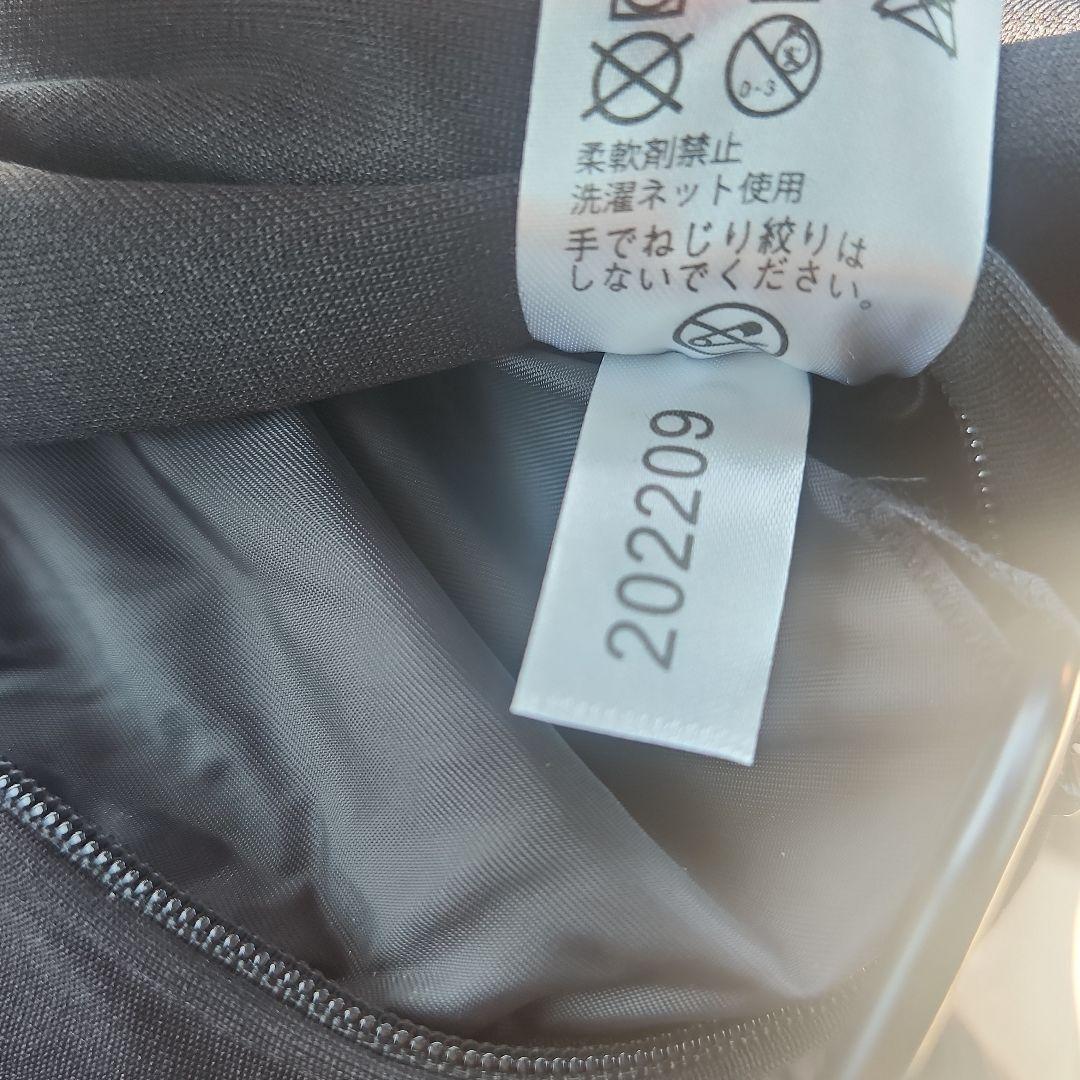 D-3
柔軟剤禁止
洗濯ネット使用
手でねじり絞りは
しないでください。
202209